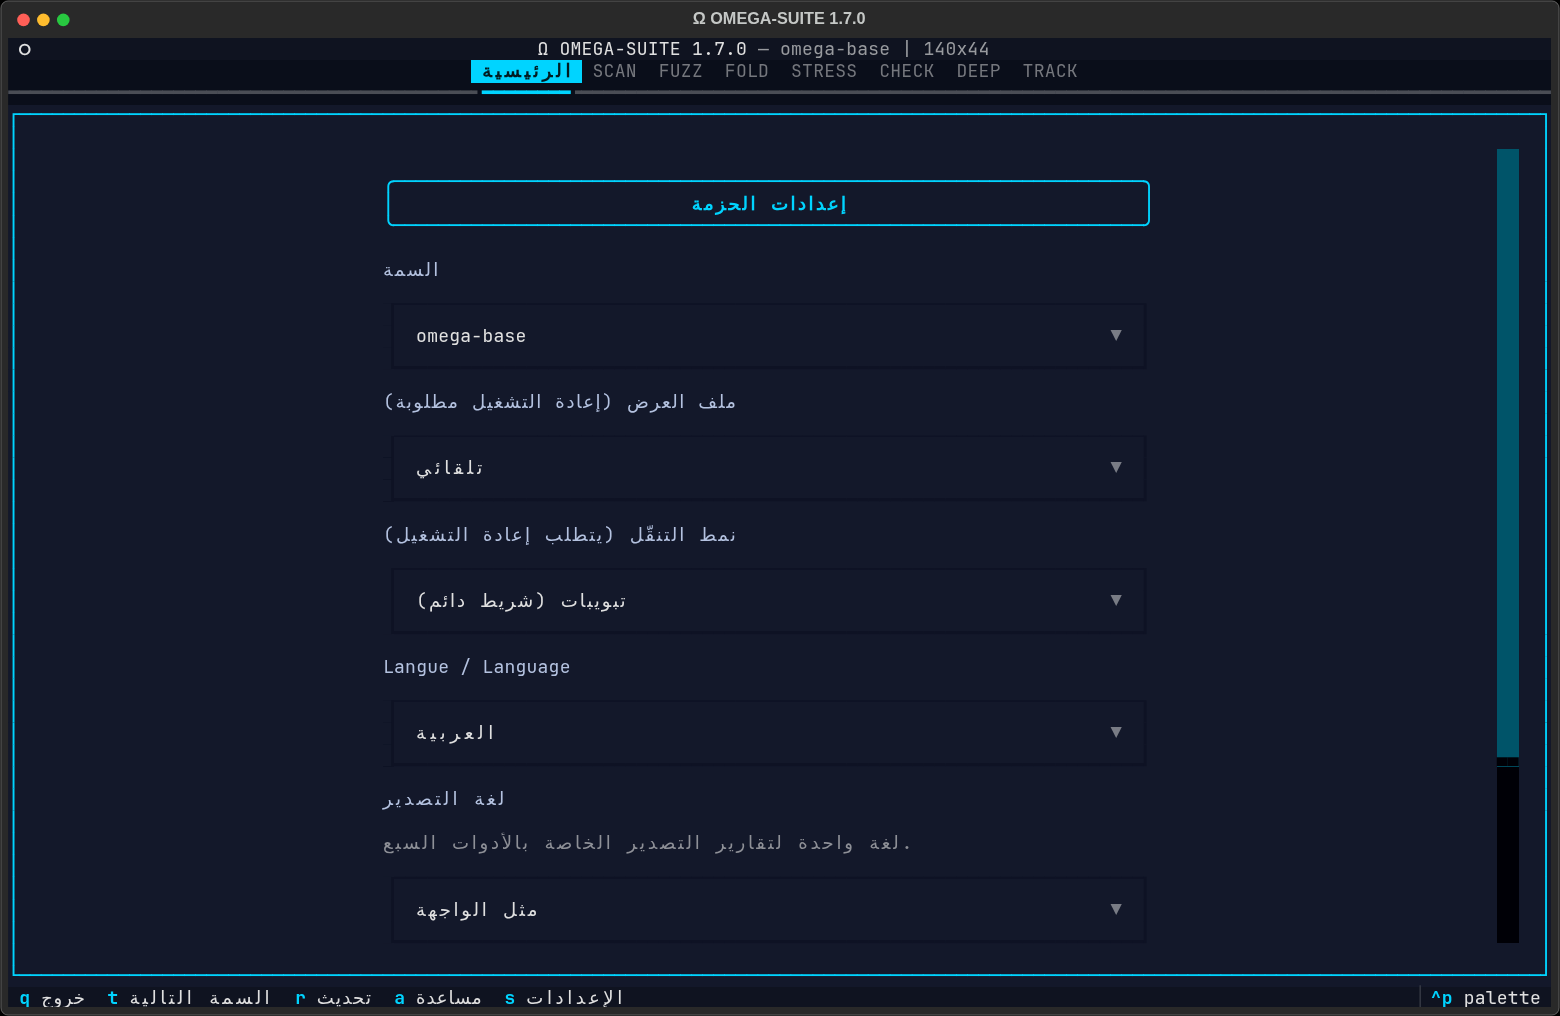 Ω OMEGA-SUITE 1.7.0
Ω OMEGA-SUITE 1.7.0 — omega-base | 140x44
الرئيسية SCAN FUZZ FOLD STRESS CHECK DEEP TRACK
إعدادات الحزمة
السمة
omega-base ▼
ملف العرض (إعادة التشغيل مطلوبة)
تلقائي ▼
نمط التنقّل (يتطلب إعادة التشغيل)
تبويبات (شريط دائم) ▼
Langue / Language
العربية ▼
لغة التصدير
لغة واحدة لتقارير التصدير الخاصة بالأدوات السبع.
مثل الواجهة ▼
q خروج t السمة التالية r تحديث a مساعدة s الإعدادات ^p palette